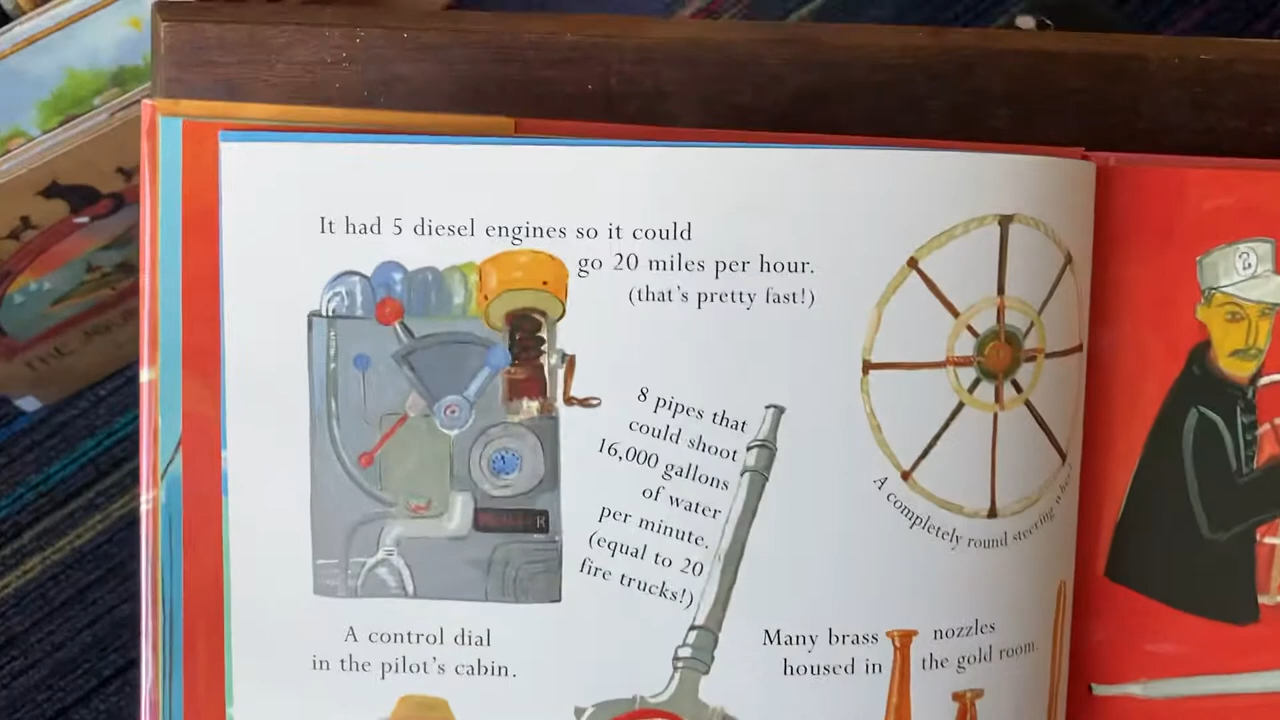 It had 5 diesel engines so it could
go 20 miles per hour.
(that's pretty fast!)
8 pipes that
could shoot
16,000 gallons
of water
per minute.
(equal to 20
fire trucks!)
A completely round steering wheel
A control dial
in the pilot's cabin.
Many brass nozzles
housed in the gold room.
2